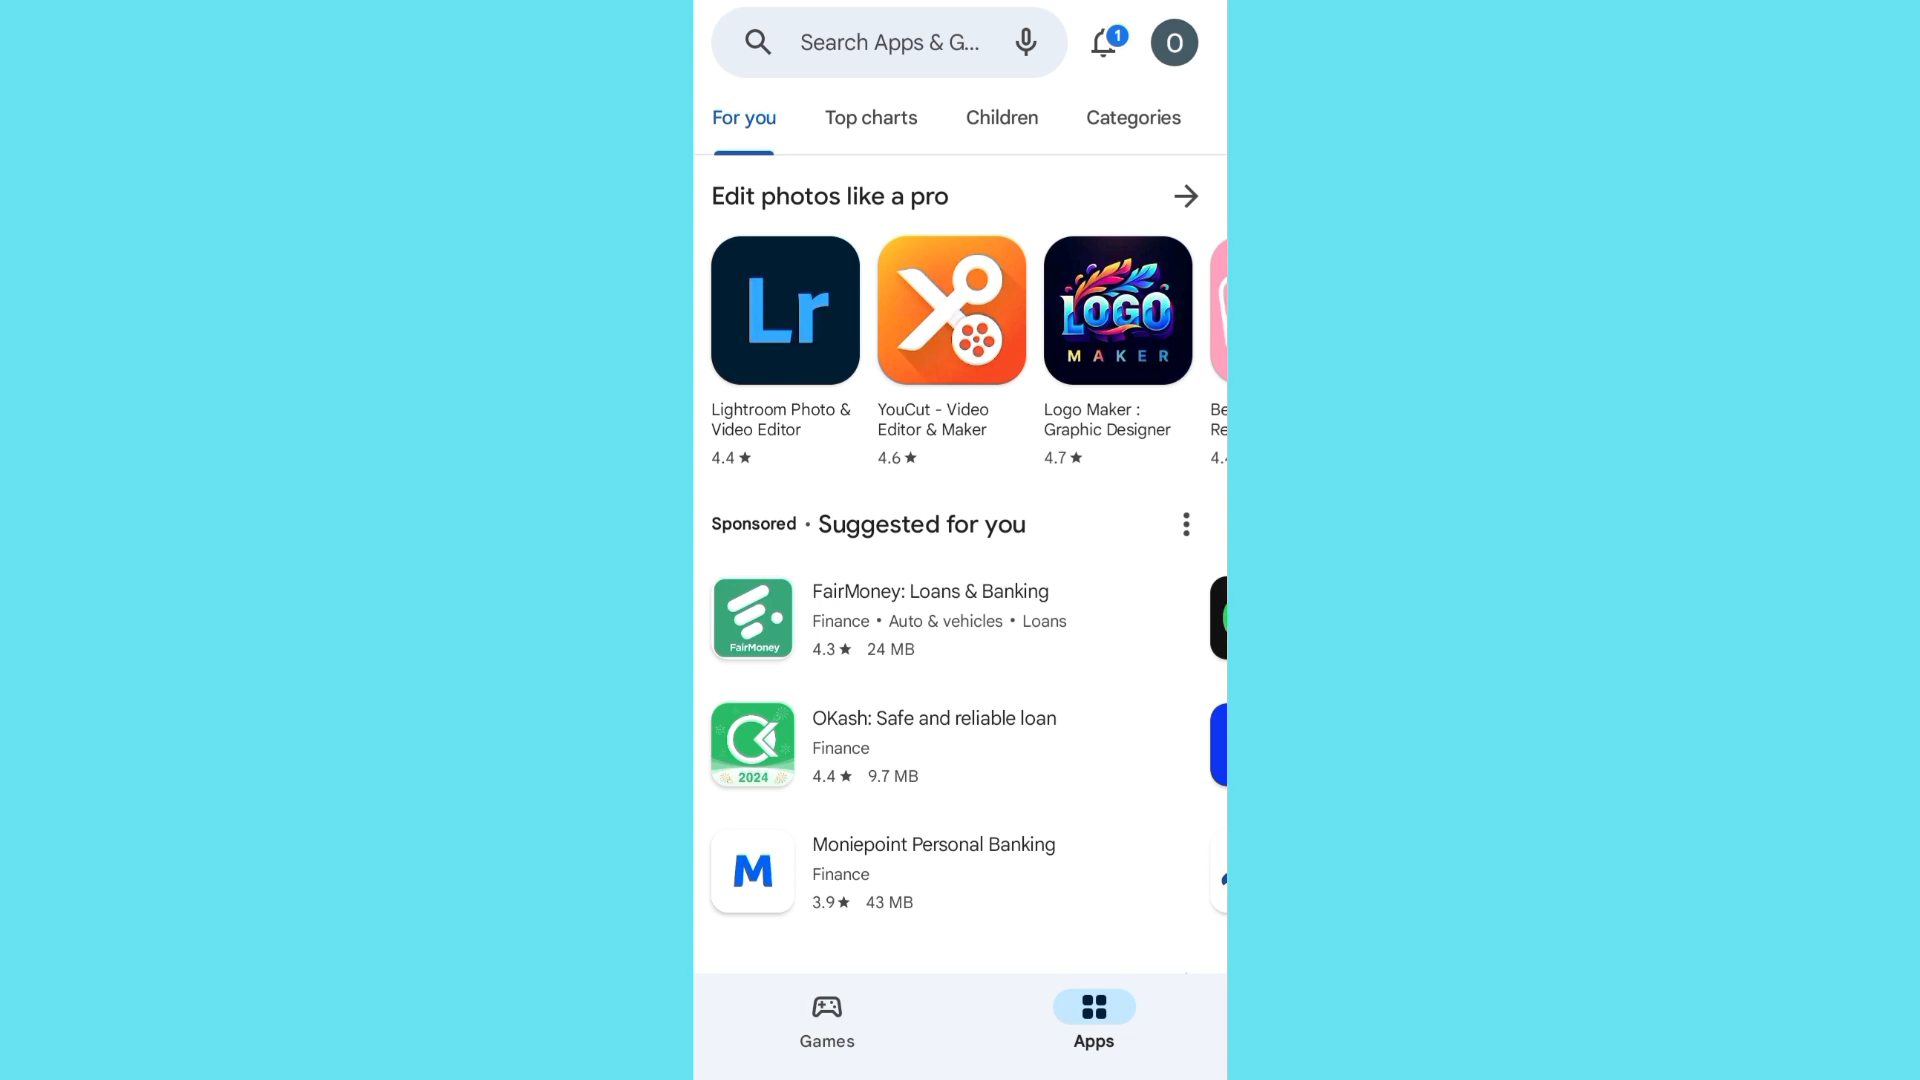 Search Apps & G...
1
O
For you
Top charts
Children
Categories
Edit photos like a pro
Lr
LOGO
MAKER
Lightroom Photo &
Video Editor
4.4 ★
YouCut - Video
Editor & Maker
4.6 ★
Logo Maker :
Graphic Designer
4.7 ★
Be
Re
4.
Sponsored • Suggested for you
FairMoney
FairMoney: Loans & Banking
Finance • Auto & vehicles • Loans
4.3 ★ 24 MB
2024
OKash: Safe and reliable loan
Finance
4.4 ★ 9.7 MB
M
Moniepoint Personal Banking
Finance
3.9 ★ 43 MB
Games
Apps